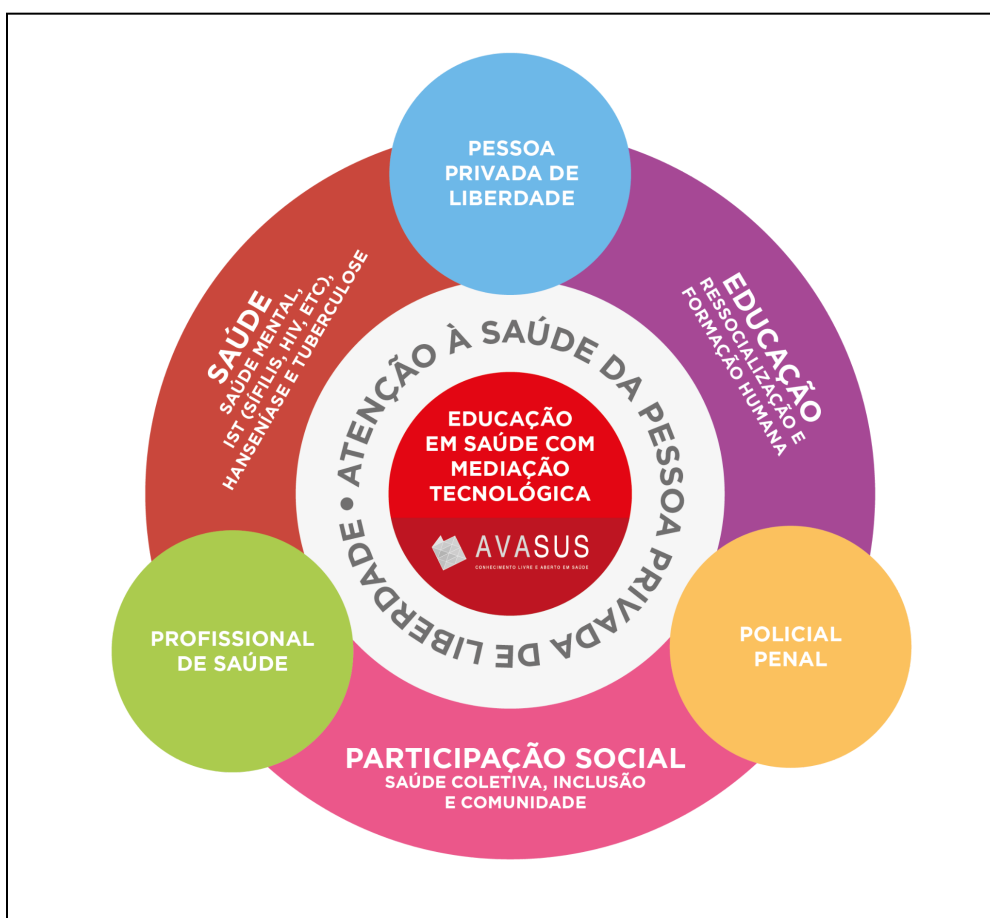 PESSOA
PRIVADA DE
LIBERDADE
SAÚDE
SAÚDE MENTAL,
IST (SÍFILIS, HIV, ETC),
HANSENÍASE E TUBERCULOSE
EDUCAÇÃO
RESSOCIALIZAÇÃO E
FORMAÇÃO HUMANA
ATENÇÃO À SAÚDE DA PESSOA PRIVADA DE LIBERDADE •
EDUCAÇÃO
EM SAÚDE COM
MEDIAÇÃO
TECNOLÓGICA
AVASUS
CONHECIMENTO LIVRE E ABERTO EM SAÚDE
PROFISSIONAL
DE SAÚDE
POLICIAL
PENAL
PARTICIPAÇÃO SOCIAL
SAÚDE COLETIVA, INCLUSÃO
E COMUNIDADE